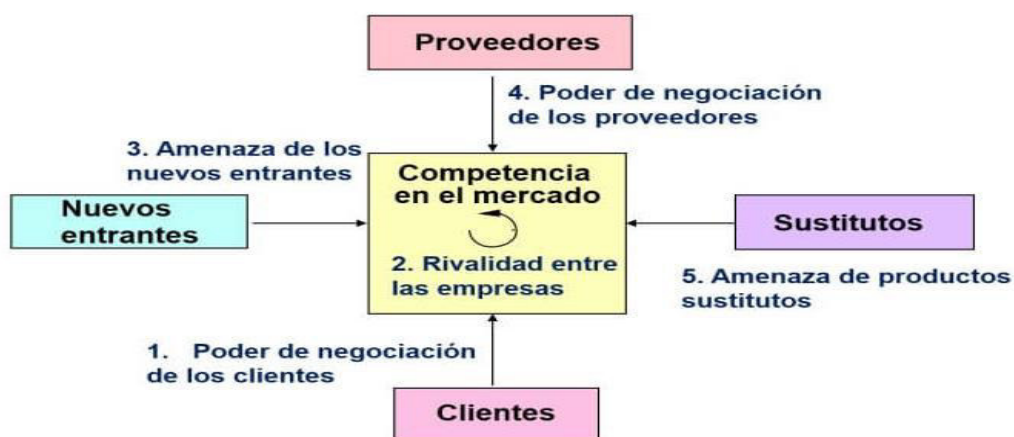 Proveedores
4. Poder de negociación
de los proveedores
3. Amenaza de los
nuevos entrantes
Competencia
en el mercado
Nuevos
entrantes
Sustitutos
2. Rivalidad entre
las empresas
5. Amenaza de productos
sustitutos
1. Poder de negociación
de los clientes
Clientes